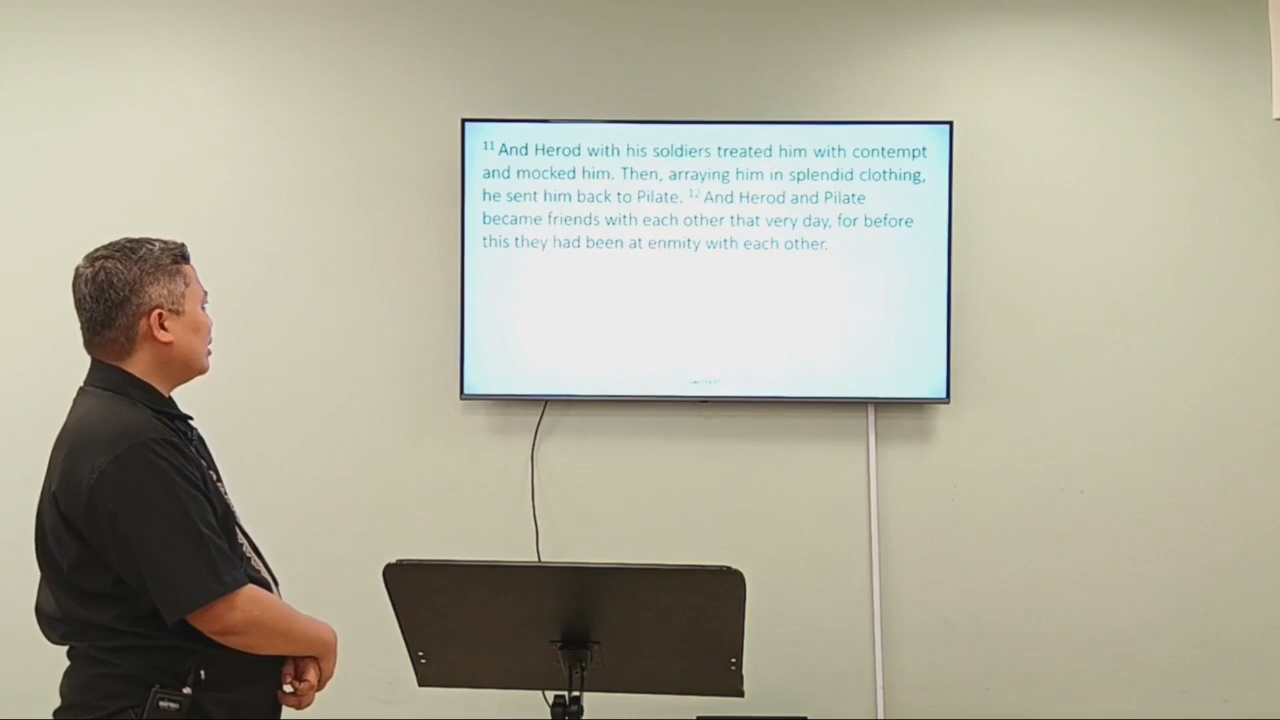 11 And Herod with his soldiers treated him with contempt
and mocked him. Then, arraying him in splendid clothing,
he sent him back to Pilate. 12 And Herod and Pilate
became friends with each other that very day, for before
this they had been at enmity with each other.